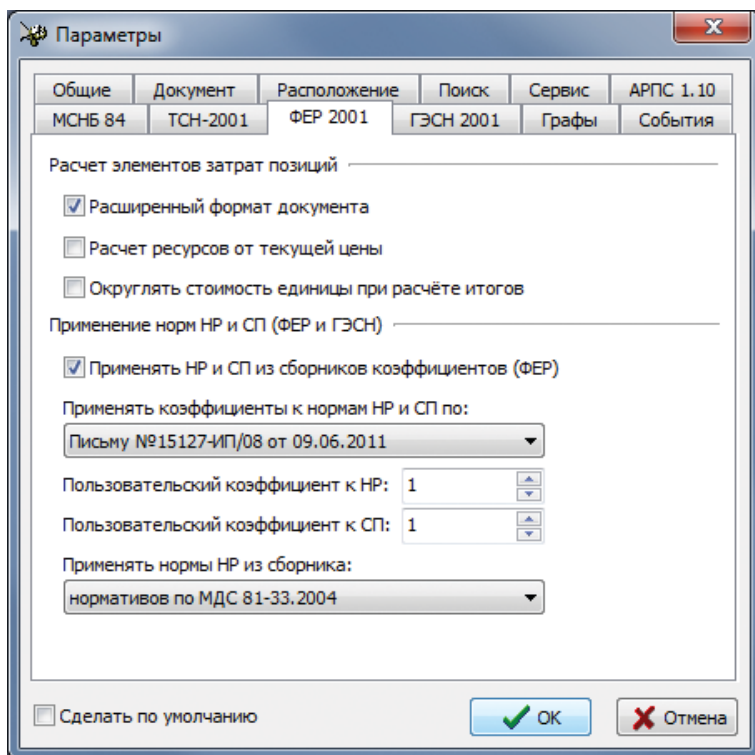 Параметры
Общие Документ Расположение Поиск Сервис АРПС 1.10
МСНБ 84 ТСН-2001 ФЕР 2001 ГЭСН 2001 Графы События
Расчет элементов затрат позиций
Расширенный формат документа
Расчет ресурсов от текущей цены
Округлять стоимость единицы при расчёте итогов
Применение норм НР и СП (ФЕР и ГЭСН)
Применять НР и СП из сборников коэффициентов (ФЕР)
Применять коэффициенты к нормам НР и СП по:
Письму №15127-ИП/08 от 09.06.2011
Пользовательский коэффициент к НР: 1
Пользовательский коэффициент к СП: 1
Применять нормы НР из сборника:
нормативов по МДС 81-33.2004
Сделать по умолчанию OK Отмена